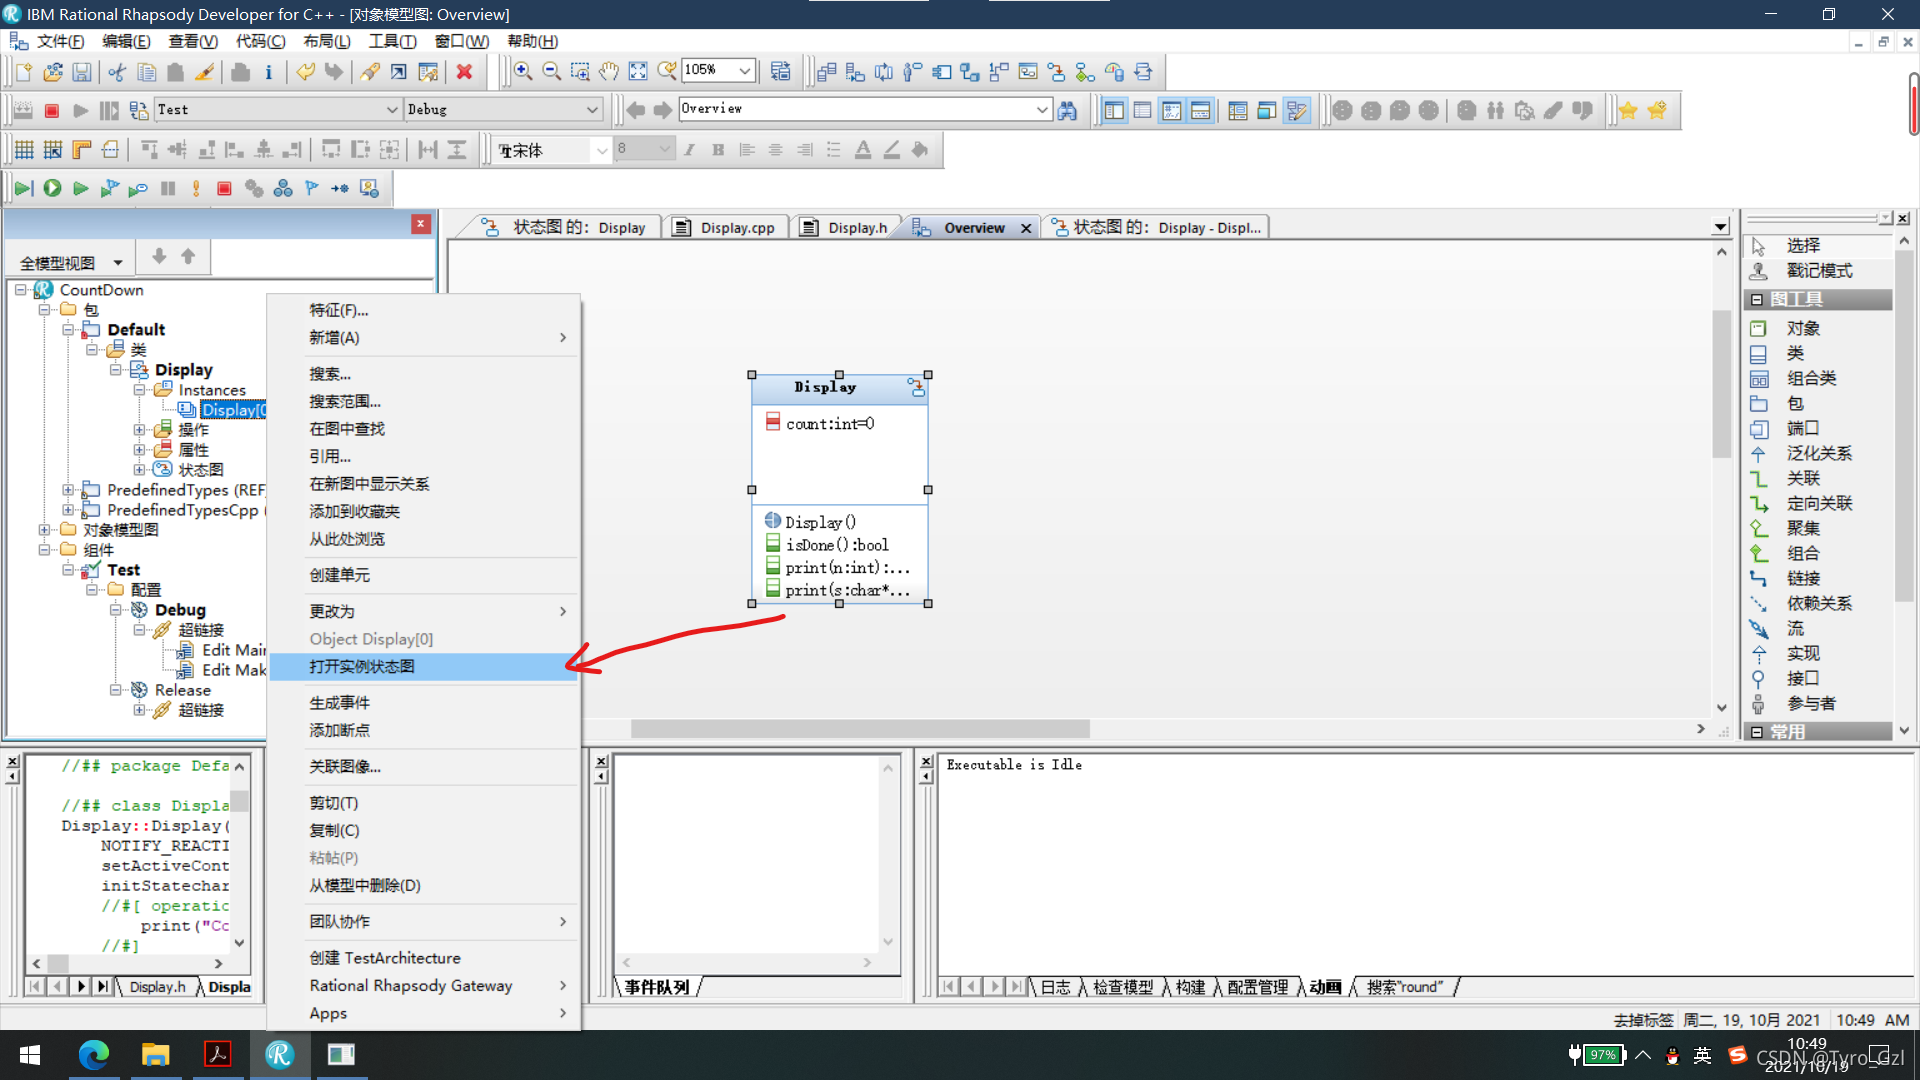 IBM Rational Rhapsody Developer for C++ - [对象模型图: Overview]
文件(F) 编辑(E) 查看(V) 代码(C) 布局(L) 工具(T) 窗口(W) 帮助(H)
105%
Test Debug Overview
宋体 8
状态图 的: Display Display.cpp Display.h Overview 状态图 的: Display - Displ...
全模型视图
CountDown
包
Default
类
Display
Instances
Display[0
操作
属性
状态图
PredefinedTypes (REF
PredefinedTypesCpp (
对象模型图
组件
Test
配置
Debug
超链接
Edit Mair
Edit Mak
Release
超链接
特征(F)...
新增(A)
搜索...
搜索范围...
在图中查找
引用...
在新图中显示关系
添加到收藏夹
从此处浏览
创建单元
更改为
Object Display[0]
打开实例状态图
生成事件
添加断点
关联图像...
剪切(T)
复制(C)
粘帖(P)
从模型中删除(D)
团队协作
创建 TestArchitecture
Rational Rhapsody Gateway
Apps
Display
count:int=0
Display()
isDone():bool
print(n:int):...
print(s:char*...
选择
戳记模式
图工具
对象
类
组合类
包
端口
泛化关系
关联
定向关联
聚集
组合
链接
依赖关系
流
实现
接口
参与者
常用
//## package Defa
//## class Displa
Display::Display(
NOTIFY_REACTI
setActiveCont
initStatechar
//#[ operatio
print("Co
//#]
Display.h Displa
事件队列
Executable is Idle
日志 检查模型 构建 配置管理 动画 搜索"round"
去掉标签 周二, 19, 10月 2021 10:49 AM
97% 英 10:49
2021/10/19
CSDN @Tyro_Gzl